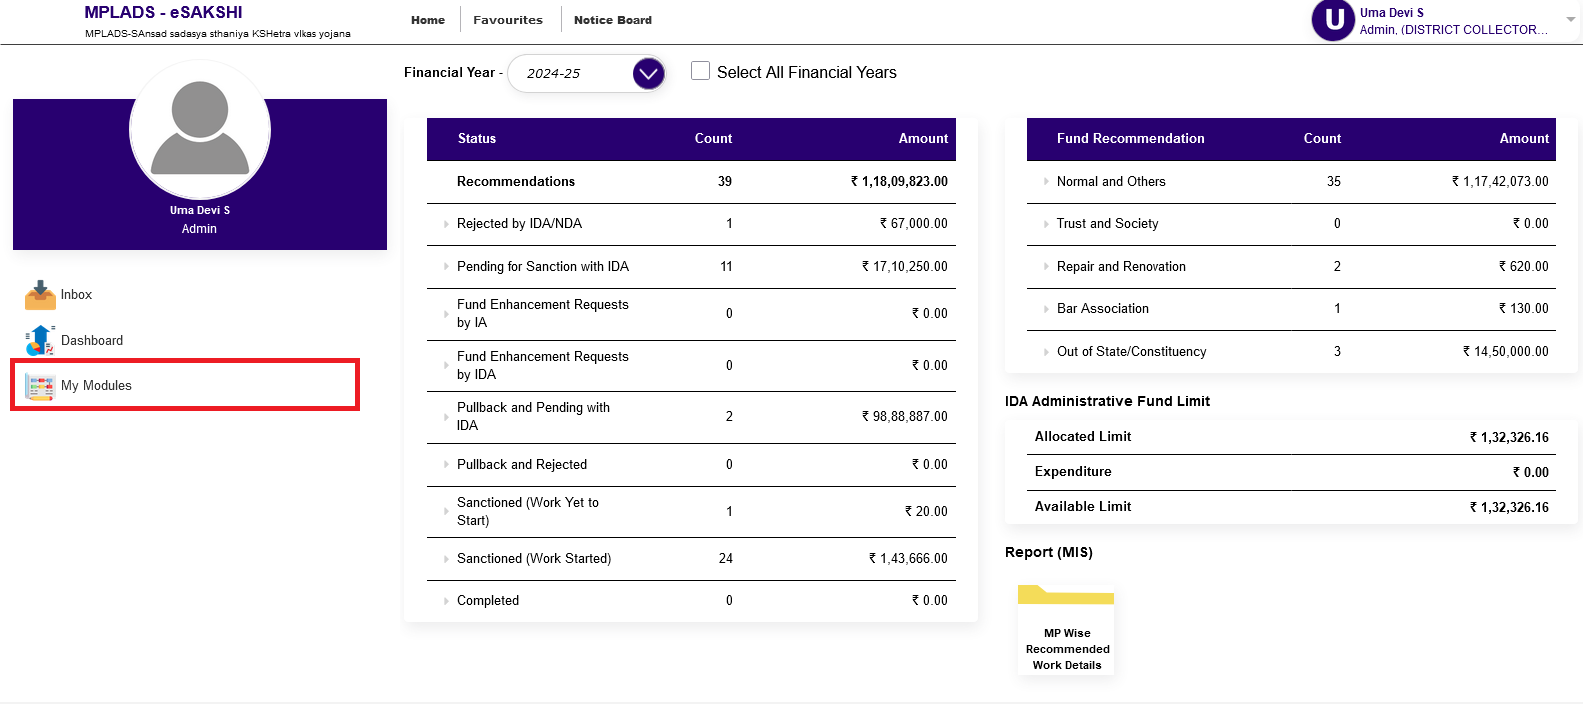 MPLADS - eSAKSHI
MPLADS-SAnsad sadasya sthaniya KSHetra vIkas yojana
Home
Favourites
Notice Board
U
Uma Devi S
Admin, (DISTRICT COLLECTOR...
Uma Devi S
Admin
Inbox
Dashboard
My Modules
Financial Year - 2024-25
Select All Financial Years
Status Count Amount
Recommendations 39 ₹ 1,18,09,823.00
Rejected by IDA/NDA 1 ₹ 67,000.00
Pending for Sanction with IDA 11 ₹ 17,10,250.00
Fund Enhancement Requests
by IA 0 ₹ 0.00
Fund Enhancement Requests
by IDA 0 ₹ 0.00
Pullback and Pending with
IDA 2 ₹ 98,88,887.00
Pullback and Rejected 0 ₹ 0.00
Sanctioned (Work Yet to
Start) 1 ₹ 20.00
Sanctioned (Work Started) 24 ₹ 1,43,666.00
Completed 0 ₹ 0.00
Fund Recommendation Count Amount
Normal and Others 35 ₹ 1,17,42,073.00
Trust and Society 0 ₹ 0.00
Repair and Renovation 2 ₹ 620.00
Bar Association 1 ₹ 130.00
Out of State/Constituency 3 ₹ 14,50,000.00
IDA Administrative Fund Limit
Allocated Limit ₹ 1,32,326.16
Expenditure ₹ 0.00
Available Limit ₹ 1,32,326.16
Report (MIS)
MP Wise
Recommended
Work Details